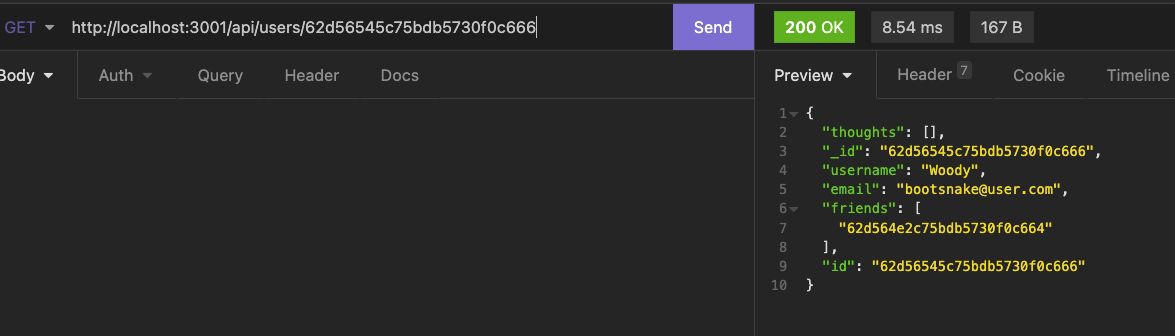 GET http://localhost:3001/api/users/62d56545c75bdb5730f0c666 Send 200 OK 8.54 ms 167 B
Body Auth Query Header Docs Preview Header 7 Cookie Timeline
1 {
2 "thoughts": [],
3 "_id": "62d56545c75bdb5730f0c666",
4 "username": "Woody",
5 "email": "bootsnake@user.com",
6 "friends": [
7 "62d564e2c75bdb5730f0c664"
8 ],
9 "id": "62d56545c75bdb5730f0c666"
10 }